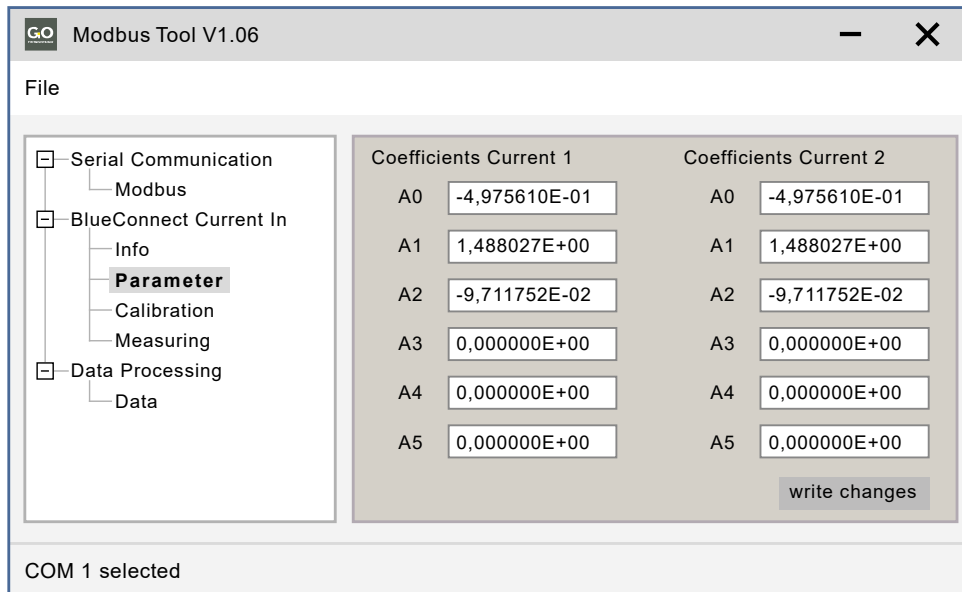 GO Modbus Tool V1.06
File
Serial Communication
Modbus
BlueConnect Current In
Info
Parameter
Calibration
Measuring
Data Processing
Data
Coefficients Current 1
A0 -4,975610E-01
A1 1,488027E+00
A2 -9,711752E-02
A3 0,000000E+00
A4 0,000000E+00
A5 0,000000E+00
Coefficients Current 2
A0 -4,975610E-01
A1 1,488027E+00
A2 -9,711752E-02
A3 0,000000E+00
A4 0,000000E+00
A5 0,000000E+00
write changes
COM 1 selected